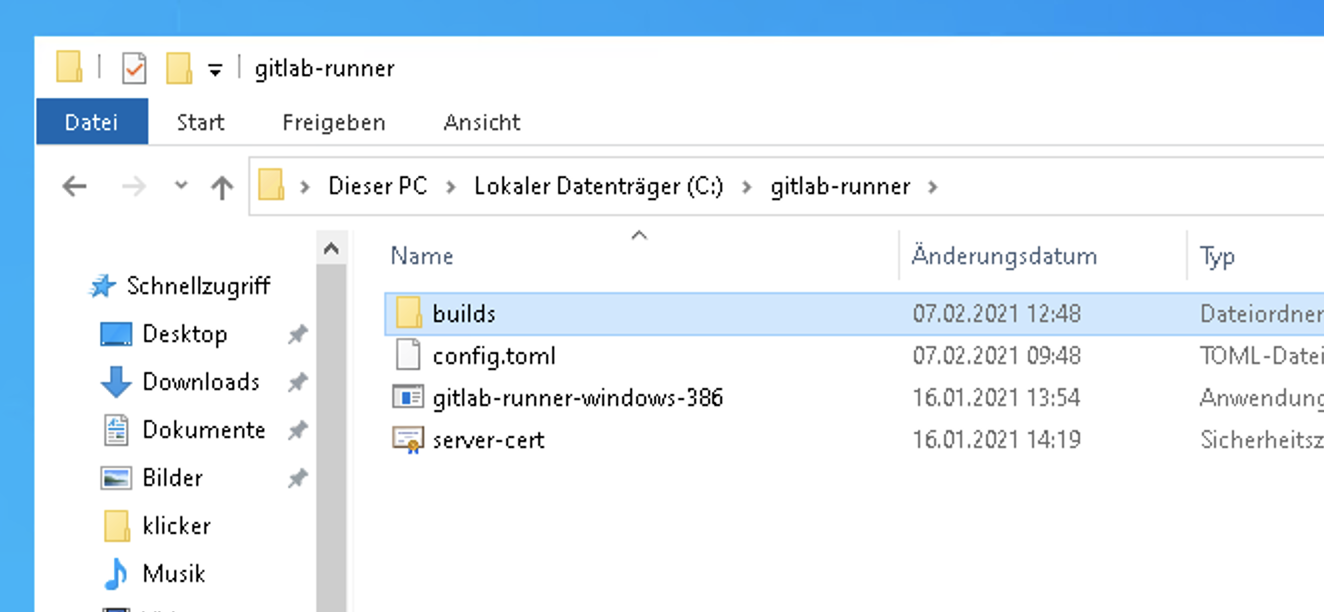 gitlab-runner
Datei Start Freigeben Ansicht
Dieser PC Lokaler Datenträger (C:) gitlab-runner
Name Änderungsdatum Typ
Schnellzugriff
Desktop
Downloads
Dokumente
Bilder
klicker
Musik
builds 07.02.2021 12:48 Dateiordner
config.toml 07.02.2021 09:48 TOML-Datei
gitlab-runner-windows-386 16.01.2021 13:54 Anwendung
server-cert 16.01.2021 14:19 Sicherheitsz